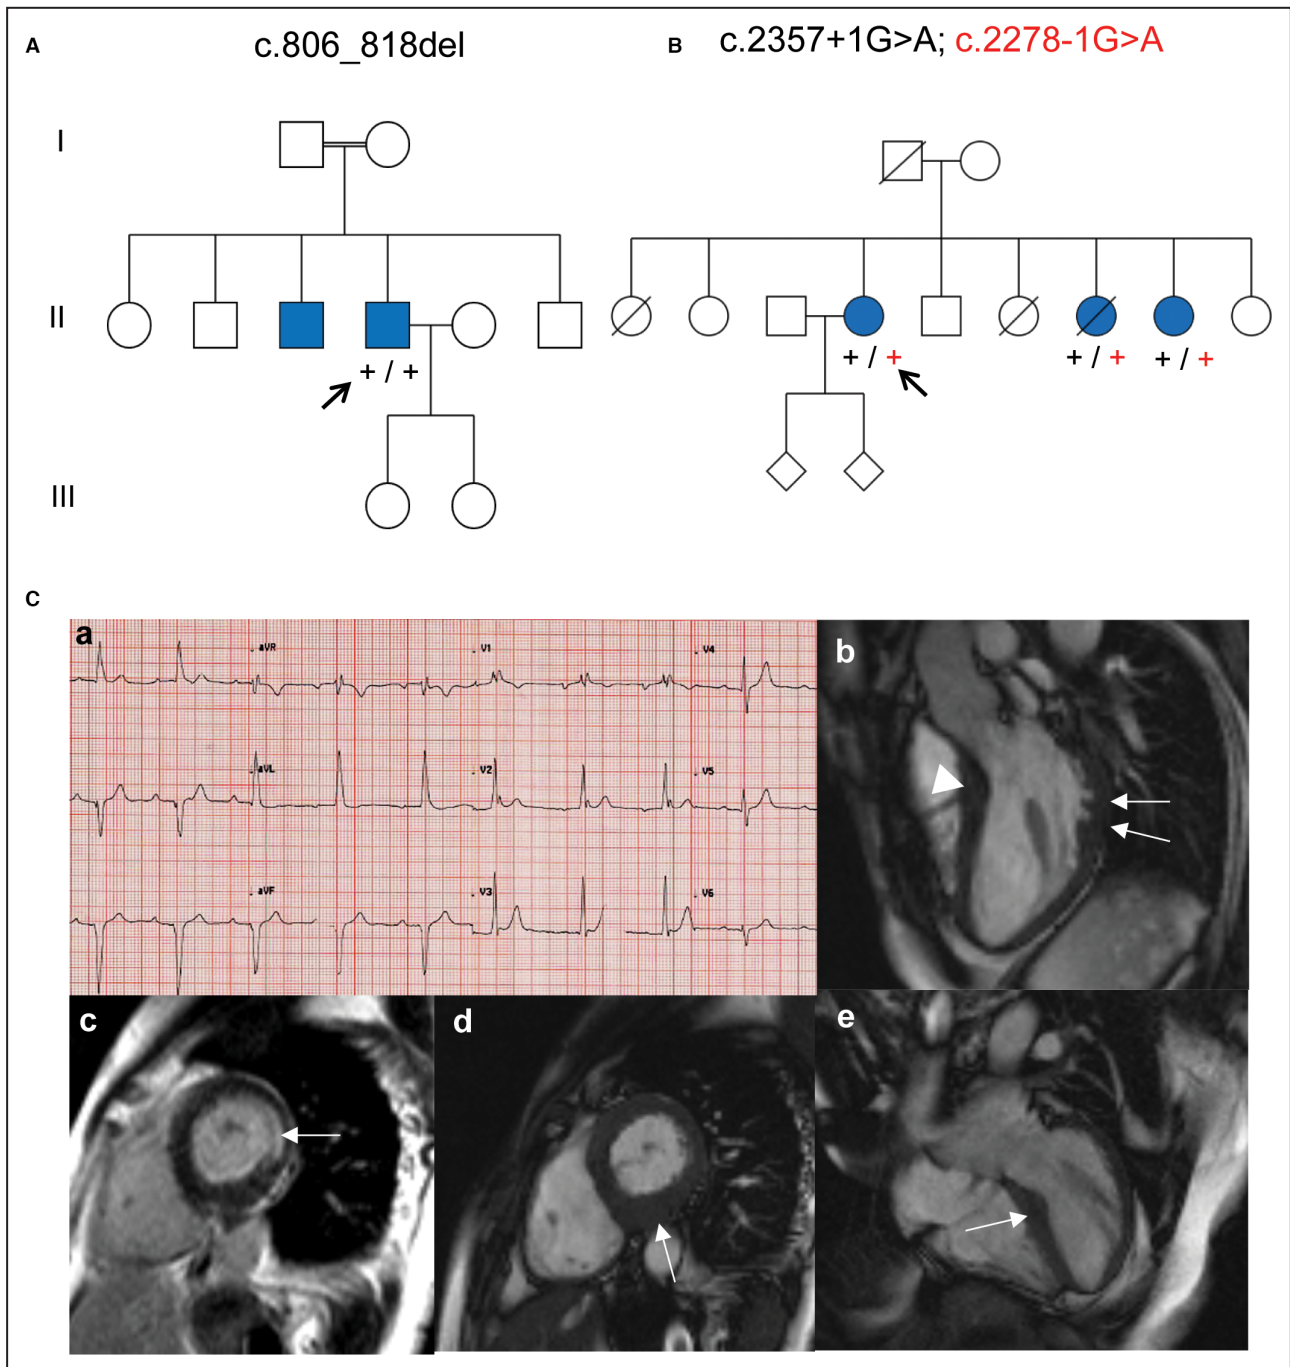 A
c.806_818del
B
c.2357+1G>A; c.2278-1G>A
I
II
+ / +
+ / +
+ / +
+ / +
III
C
a
aVR
V1
V4
b
aVL
V2
V5
aVF
V3
V6
c
d
e